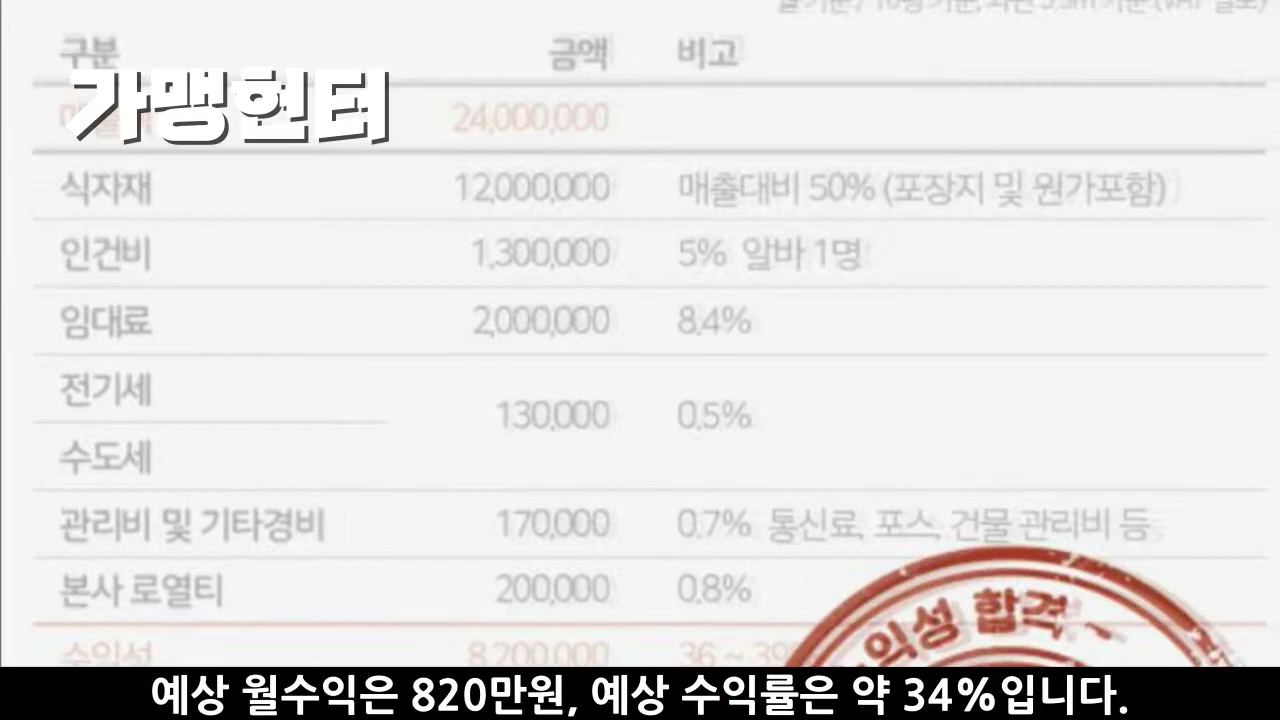 구분 금액 비고
가맹헌터
24,000,000
식자재 12,000,000 매출대비 50% (포장지 및 원가포함)
인건비 1,300,000 5% 알바 1명
임대료 2,000,000 8.4%
전기세
130,000 0.5%
수도세
관리비 및 기타경비 170,000 0.7% 통신료, 포스, 건물 관리비 등
본사 로열티 200,000 0.8%
익성 합격 ~
수익성 8,200,000 36 ~ 39
예상 월수익은 820만원, 예상 수익률은 약 34%입니다.